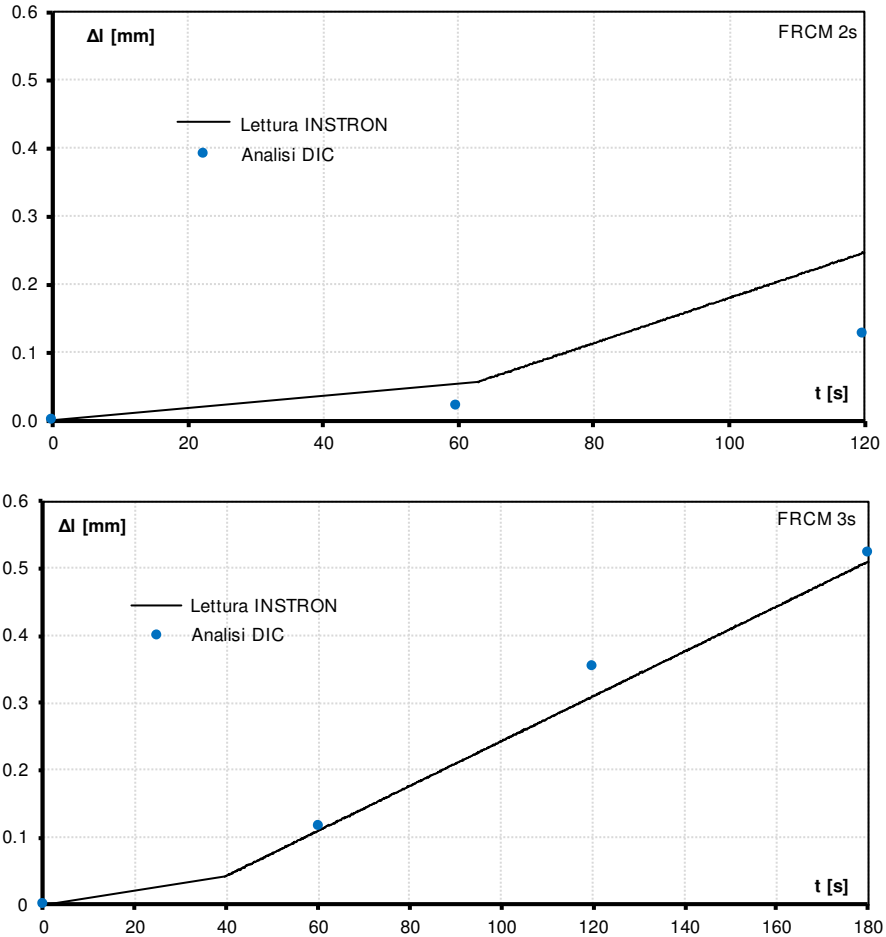 0.6
Δl [mm]
FRCM 2s
0.5
Lettura INSTRON
0.4
Analisi DIC
0.3
0.2
0.1
t [s]
0.0
0 20 40 60 80 100 120
0.6
Δl [mm]
FRCM 3s
0.5
Lettura INSTRON
0.4
Analisi DIC
0.3
0.2
0.1
t [s]
0
0 20 40 60 80 100 120 140 160 180